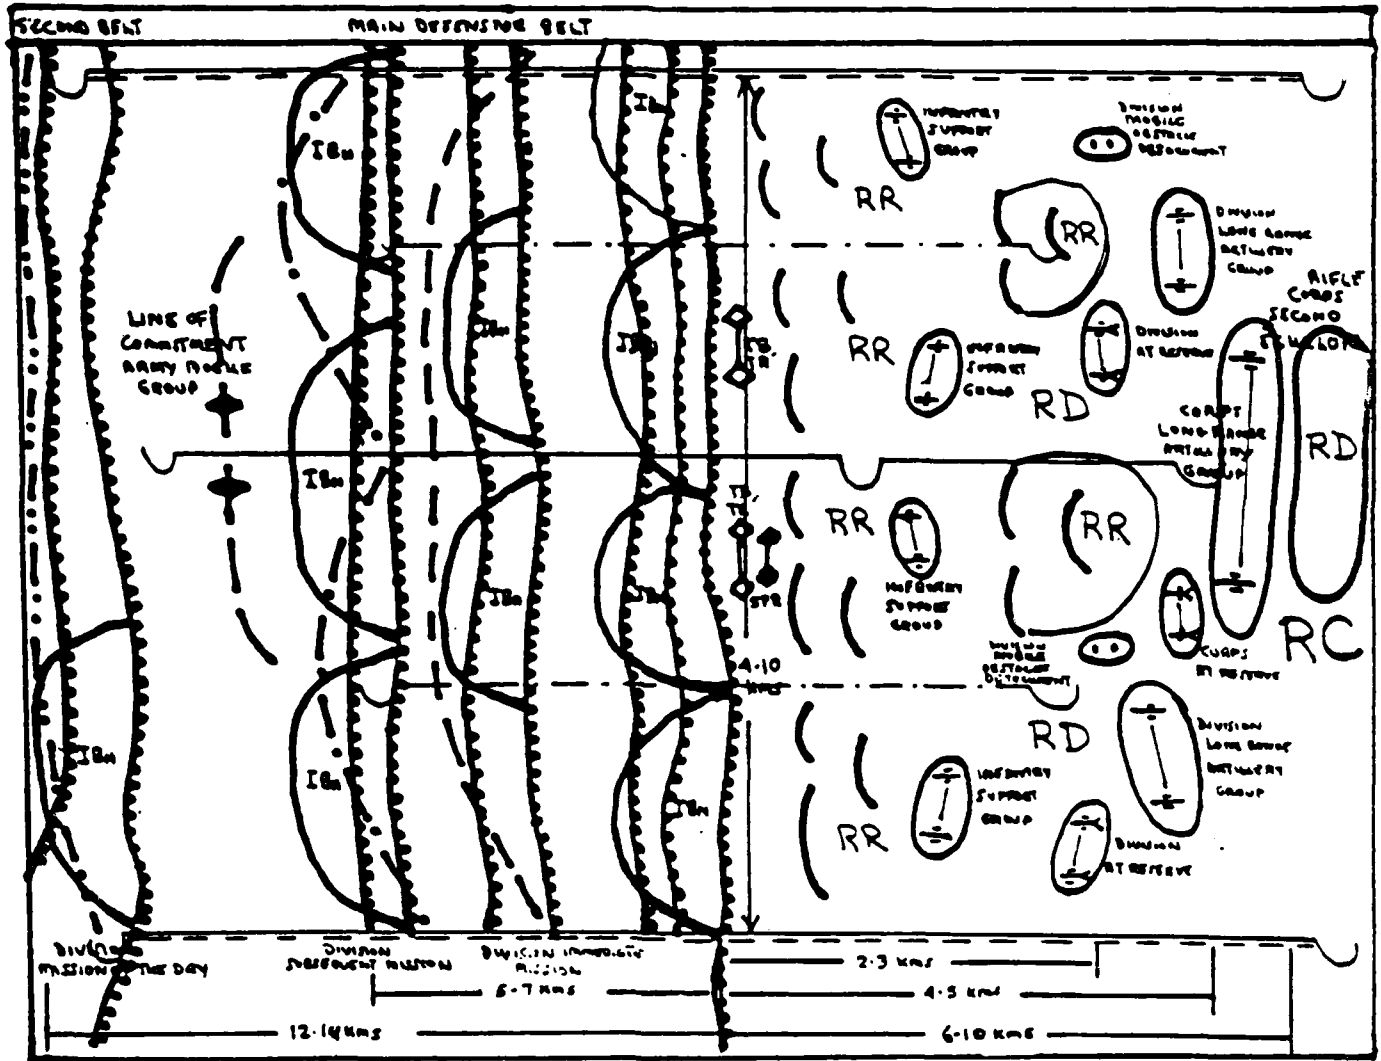 SECOND BELT
MAIN DEFENSIVE BELT
IBN
IBN
INFANTRY
SUPPORT
GROUP
DIVISION
MOBILE
OBSTACLE
DETACHMENT
RR
RR
DIVISION
LONG RANGE
ARTILLERY
GROUP
RIFLE
CORPS
SECOND
ECHELON
LINE OF
COMMITMENT
ARMY MOBILE
GROUP
IBN
IBN
RR
INFANTRY
SUPPORT
GROUP
DIVISION
AT RESERVE
RD
CORPS
LONG RANGE
ARTILLERY
GROUP
RD
IBN
RR
RR
IBN
IBN
SPR
INFANTRY
SUPPORT
GROUP
DIVISION
MOBILE
OBSTACLE
DETACHMENT
CORPS
AT RESERVE
RC
4-10
KMS
IBN
IBN
IBN
RD
DIVISION
LONG RANGE
ARTILLERY
GROUP
INFANTRY
SUPPORT
GROUP
RR
DIVISION
AT RESERVE
DIVISION
MISSION OF THE DAY
DIVISION
SUBSEQUENT MISSION
DIVISION IMMEDIATE
MISSION
2-3 KMS
6-7 KMS
4-5 KMS
12-14 KMS
6-10 KMS